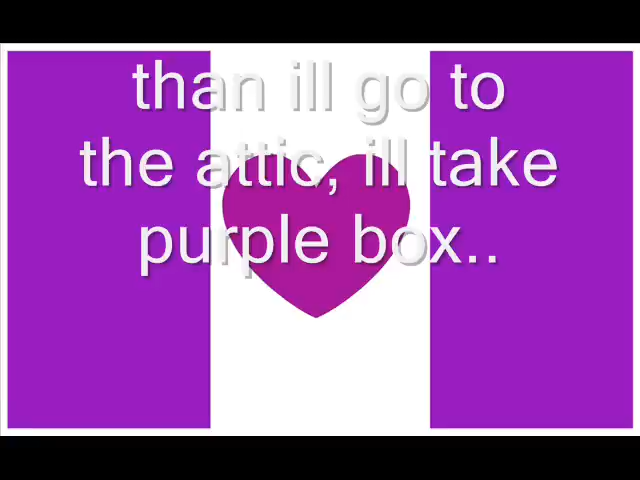 than ill go to
the attic, ill take
purple box..